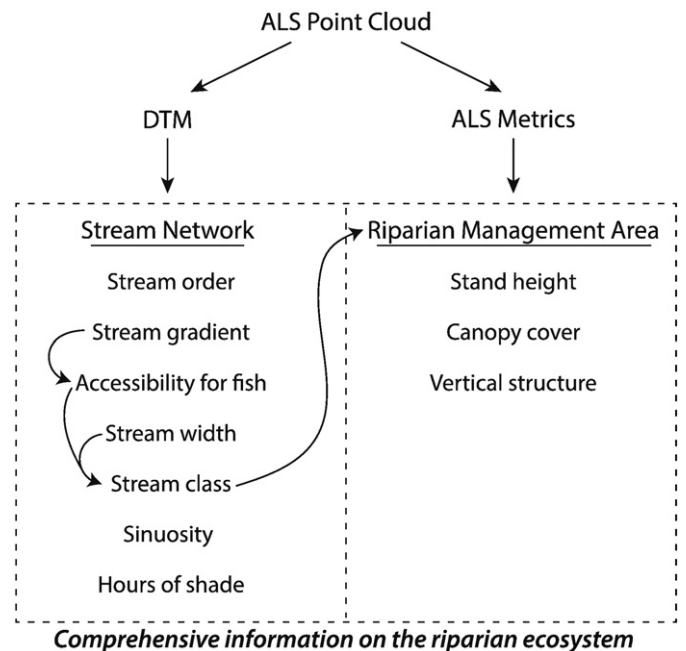 ALS Point Cloud
DTM
ALS Metrics
Stream Network
Stream order
Stream gradient
Accessibility for fish
Stream width
Stream class
Sinuosity
Hours of shade
Riparian Management Area
Stand height
Canopy cover
Vertical structure
Comprehensive information on the riparian ecosystem